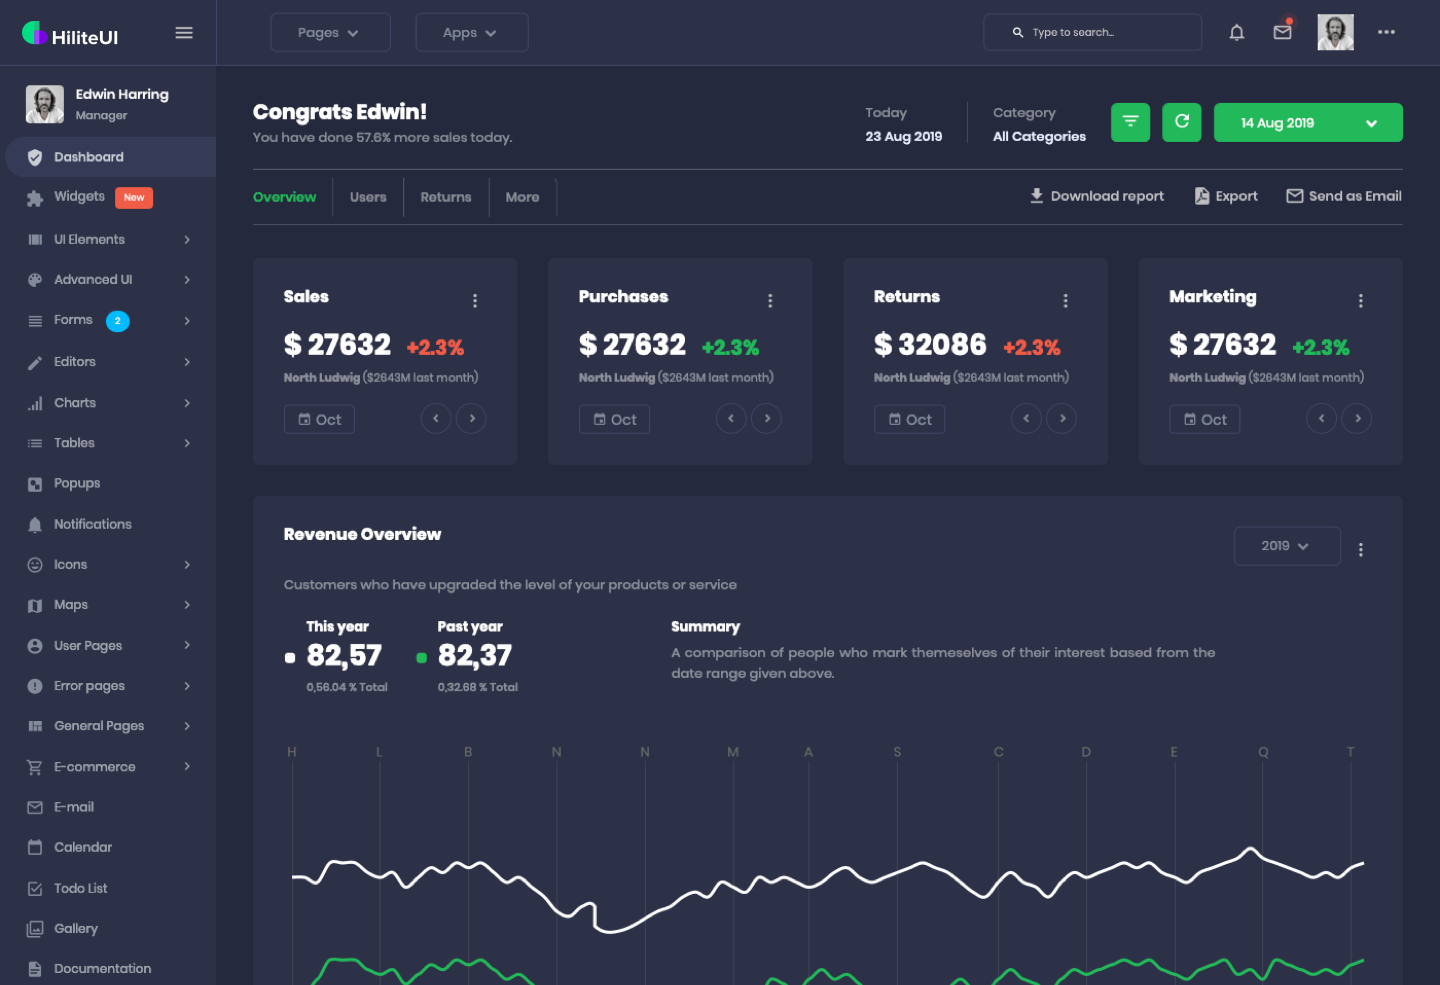 HiliteUI
Pages
Apps
Type to search...
Edwin Harring
Manager
Dashboard
Widgets New
UI Elements
Advanced UI
Forms 2
Editors
Charts
Tables
Popups
Notifications
Icons
Maps
User Pages
Error pages
General Pages
E-commerce
E-mail
Calendar
Todo List
Gallery
Documentation
Congrats Edwin!
You have done 57.6% more sales today.
Today
23 Aug 2019
Category
All Categories
14 Aug 2019
Overview
Users
Returns
More
Download report
Export
Send as Email
Sales
$ 27632 +2.3%
North Ludwig ($2643M last month)
Oct
Purchases
$ 27632 +2.3%
North Ludwig ($2643M last month)
Oct
Returns
$ 32086 +2.3%
North Ludwig ($2643M last month)
Oct
Marketing
$ 27632 +2.3%
North Ludwig ($2643M last month)
Oct
Revenue Overview
2019
Customers who have upgraded the level of your products or service
This year
82,57
0,56.04 % Total
Past year
82,37
0,32.68 % Total
Summary
A comparison of people who mark themeselves of their interest based from the
date range given above.
H L B N N M A S C D E Q T